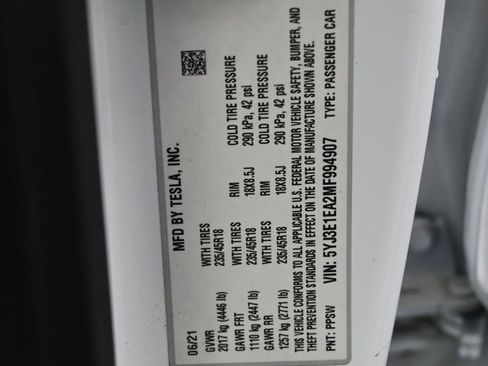 MFD BY TESLA, INC.
06/21
GVWR WITH TIRES RIM COLD TIRE PRESSURE
2017 kg (4446 lb) 235/45R18 18X8.5J 290 kPa, 42 psi
GAWR FRT WITH TIRES RIM COLD TIRE PRESSURE
1110 kg (2447 lb) 235/45R18 18X8.5J 290 kPa, 42 psi
GAWR RR
1257 kg (2771 lb)
THIS VEHICLE CONFORMS TO ALL APPLICABLE U.S. FEDERAL MOTOR VEHICLE SAFETY, BUMPER, AND
THEFT PREVENTION STANDARDS IN EFFECT ON THE DATE OF MANUFACTURE SHOWN ABOVE.
PNT: PPSW VIN: 5YJ3E1EA2MF994907 TYPE: PASSENGER CAR